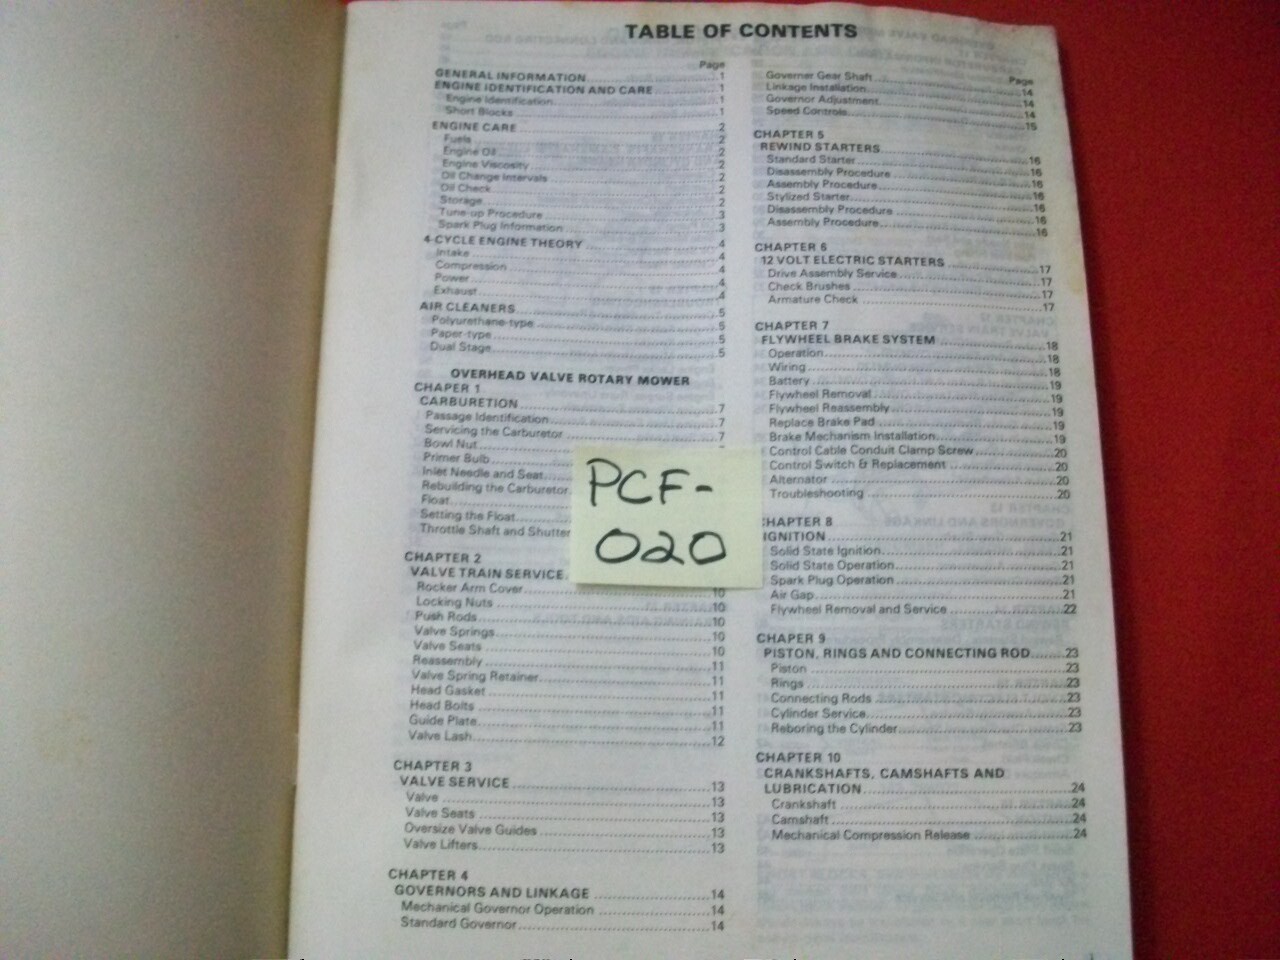 TABLE OF CONTENTS
Page
GENERAL INFORMATION 1
ENGINE IDENTIFICATION AND CARE 1
Engine Identification 1
Short Blocks 1
ENGINE CARE 2
Fuels 2
Engine Oil 2
Engine Viscosity 2
Oil Change Intervals 2
Oil Check 2
Storage 2
Tune-up Procedure 3
Spark Plug Information 3
4-CYCLE ENGINE THEORY 4
Intake 4
Compression 4
Power 4
Exhaust 4
AIR CLEANERS 5
Polyurethane-type 5
Paper-type 5
Dual Stage 5
OVERHEAD VALVE ROTARY MOWER
CHAPER 1
CARBURETION 7
Passage Identification 7
Servicing the Carburetor 7
Bowl Nut
Primer Bulb
Inlet Needle and Seat
Rebuilding the Carburetor
Float
Setting the Float
Throttle Shaft and Shutter
CHAPTER 2
VALVE TRAIN SERVICE
Rocker Arm Cover 10
Locking Nuts 10
Push Rods 10
Valve Springs 10
Valve Seats 10
Reassembly 11
Valve Spring Retainer 11
Head Gasket 11
Head Bolts 11
Guide Plate 11
Valve Lash 12
CHAPTER 3
VALVE SERVICE 13
Valve 13
Valve Seats 13
Oversize Valve Guides 13
Valve Lifters 13
CHAPTER 4
GOVERNORS AND LINKAGE 14
Mechanical Governor Operation 14
Standard Governor 14
Page
Governer Gear Shaft 14
Linkage Installation 14
Governor Adjustment 14
Speed Controls 15
CHAPTER 5
REWIND STARTERS 16
Standard Starter 16
Disassembly Procedure 16
Assembly Procedure 16
Stylized Starter 16
Disassembly Procedure 16
Assembly Procedure 16
CHAPTER 6
12 VOLT ELECTRIC STARTERS 17
Drive Assembly Service 17
Check Brushes 17
Armature Check 17
CHAPTER 7
FLYWHEEL BRAKE SYSTEM 18
Operation 18
Wiring 18
Battery 19
Flywheel Removal 19
Flywheel Reassembly 19
Replace Brake Pad 19
Brake Mechanism Installation 19
Control Cable Conduit Clamp Screw 20
Control Switch & Replacement 20
Alternator 20
Troubleshooting 20
CHAPTER 8
IGNITION 21
Solid State Ignition 21
Solid State Operation 21
Spark Plug Operation 21
Air Gap 21
Flywheel Removal and Service 22
CHAPER 9
PISTON, RINGS AND CONNECTING ROD 23
Piston 23
Rings 23
Connecting Rods 23
Cylinder Service 23
Reboring the Cylinder 23
CHAPTER 10
CRANKSHAFTS, CAMSHAFTS AND
LUBRICATION 24
Crankshaft 24
Camshaft 24
Mechanical Compression Release 24
PCF-
020